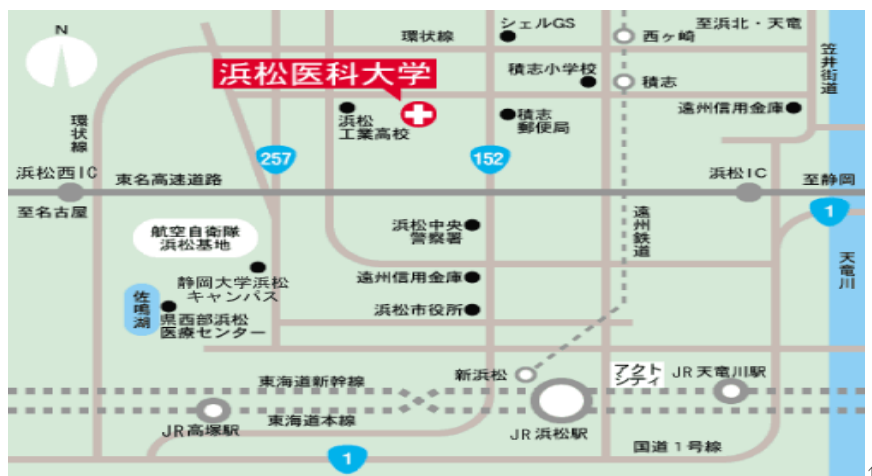 N
環状線
シェルGS
西ヶ崎
至浜北・天竜
笠井街道
浜松医科大学
積志小学校
積志
浜松
工業高校
積志
郵便局
遠州信用金庫
環状線
257
152
浜松西IC
東名高速道路
浜松IC
至静岡
至名古屋
1
航空自衛隊
浜松基地
浜松中央
警察署
遠州鉄道
天竜川
静岡大学浜松
キャンパス
遠州信用金庫
佐鳴湖
県西部浜松
医療センター
浜松市役所
東海道新幹線
新浜松
アクト
シティ
JR天竜川駅
東海道本線
JR高塚駅
JR浜松駅
国道1号線
1